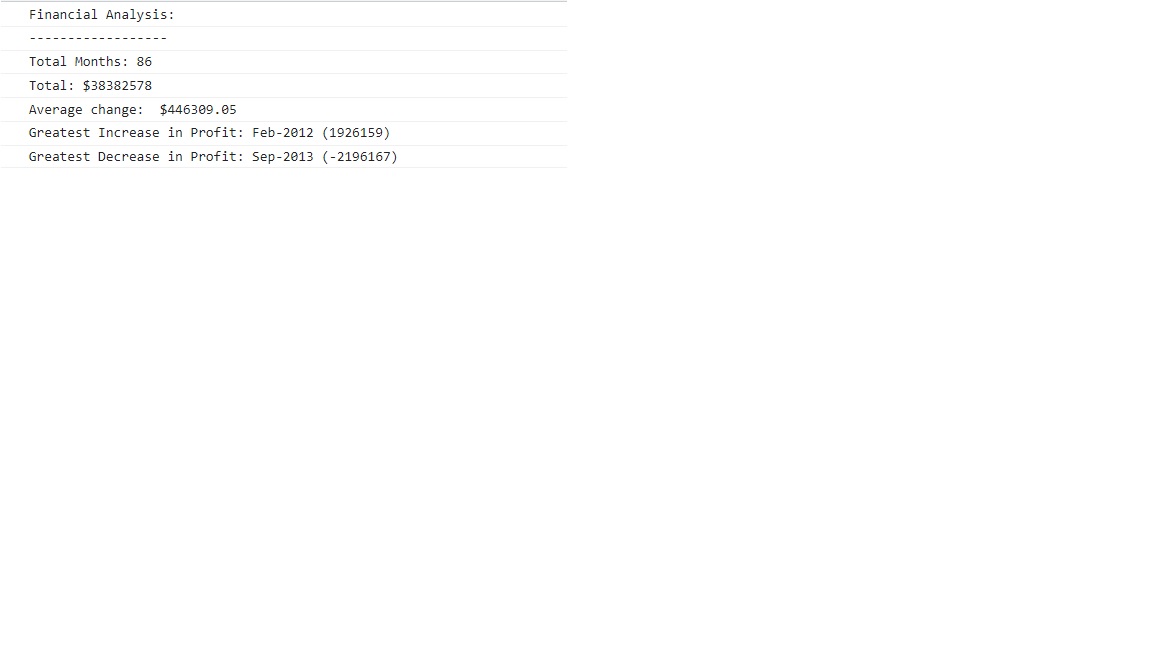 Financial Analysis:
------------------
Total Months: 86
Total: $38382578
Average change:  $446309.05
Greatest Increase in Profit: Feb-2012 (1926159)
Greatest Decrease in Profit: Sep-2013 (-2196167)